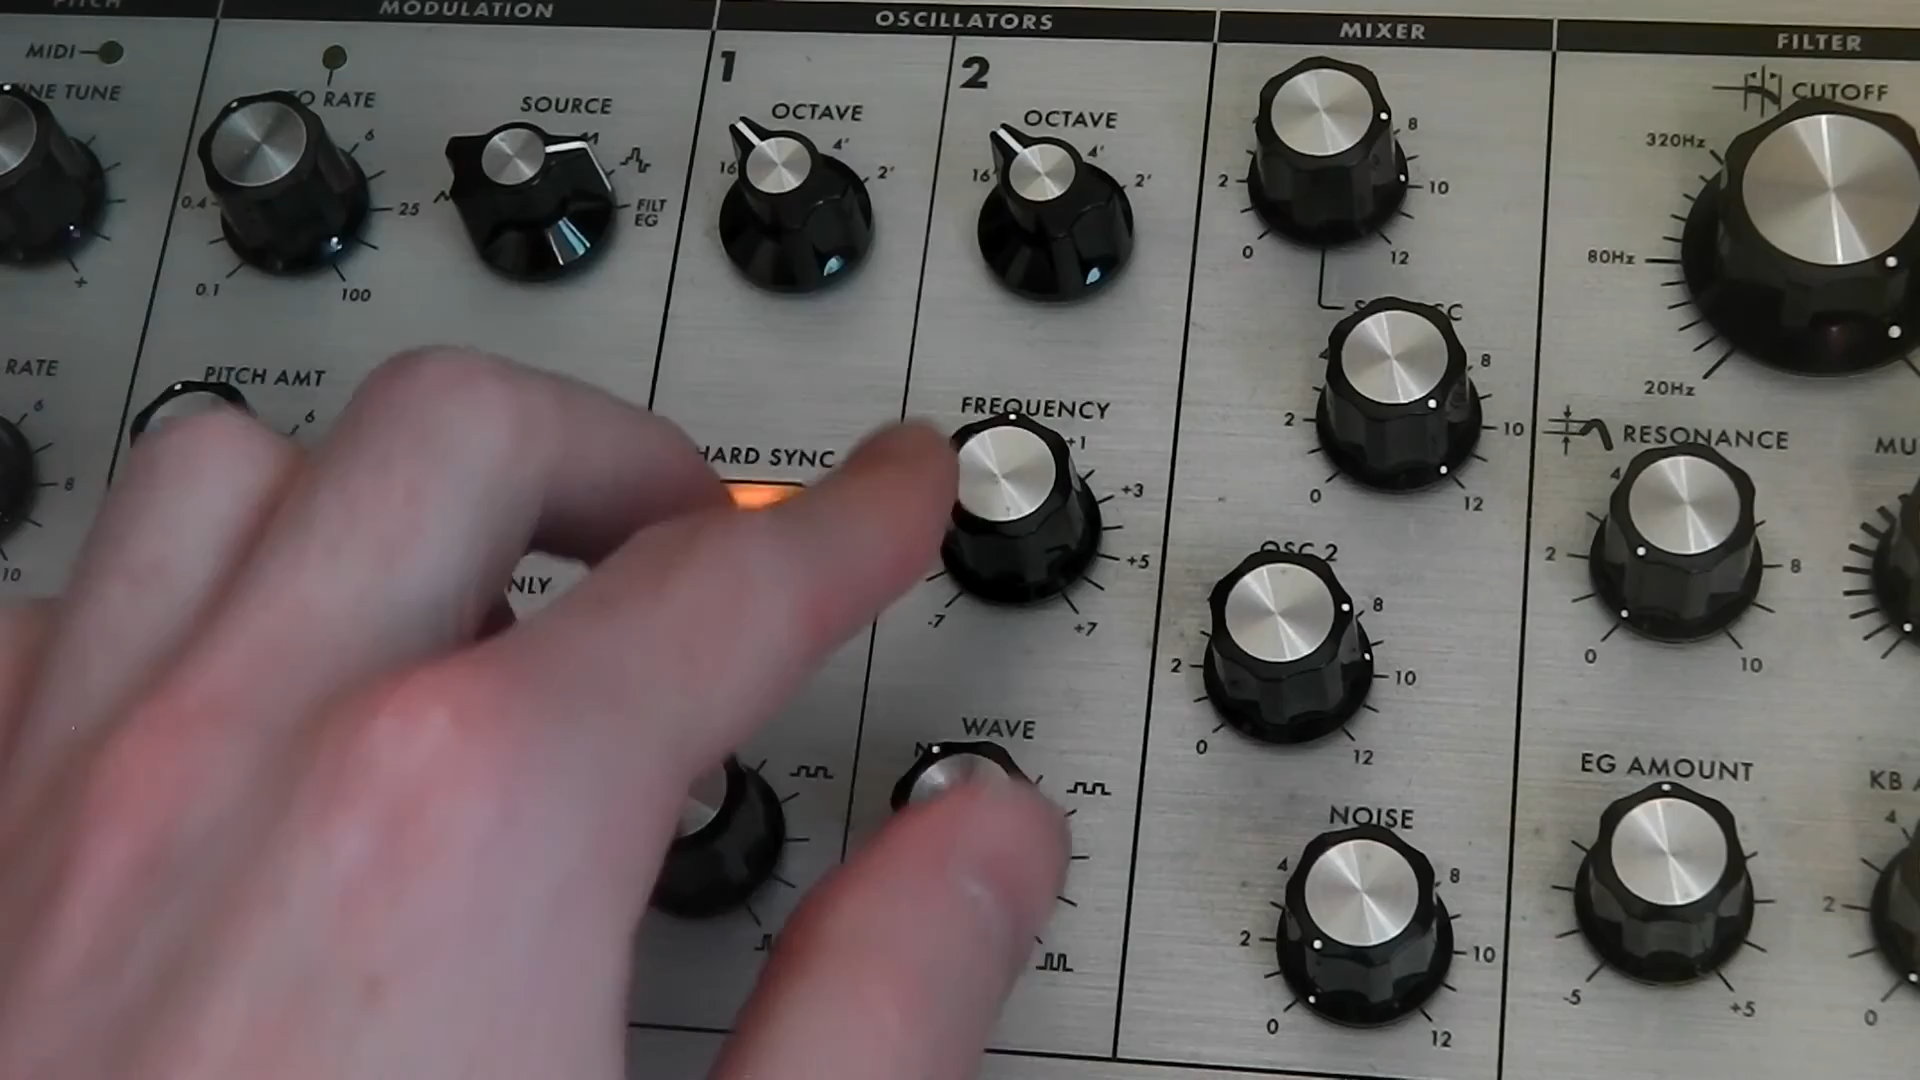 MODULATION
OSCILLATORS
MIXER
FILTER
MIDI
TUNE
RATE
SOURCE
1
OCTAVE
2
OCTAVE
CUTOFF
6
0.4
25
0.1
100
FILT
EG
16'
4'
2'
16'
4'
2'
8
2
10
0
12
320Hz
80Hz
20Hz
RATE
6
8
10
PITCH AMT
6
HARD SYNC
FREQUENCY
+1
+3
+5
-7
+7
4
8
2
10
0
12
RESONANCE
4
2
8
0
10
OSC 2
8
2
10
0
12
WAVE
NOISE
4
8
2
10
0
12
EG AMOUNT
-5
+5
KB
4
2
0